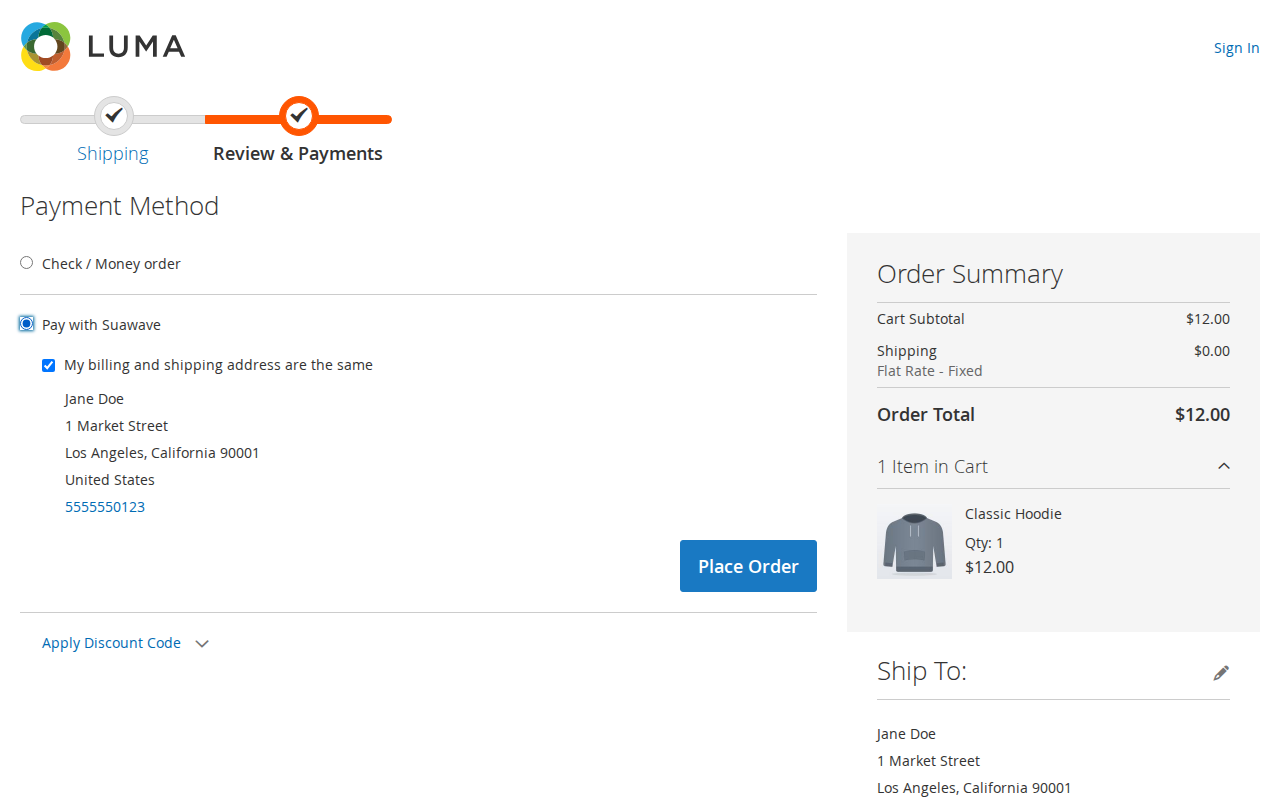 LUMA
Sign In
Shipping
Review & Payments
Payment Method
Check / Money order
Pay with Suawave
My billing and shipping address are the same
Jane Doe
1 Market Street
Los Angeles, California 90001
United States
5555550123
Place Order
Apply Discount Code
Order Summary
Cart Subtotal $12.00
Shipping $0.00
Flat Rate - Fixed
Order Total $12.00
1 Item in Cart
Classic Hoodie
Qty: 1
$12.00
Ship To:
Jane Doe
1 Market Street
Los Angeles, California 90001